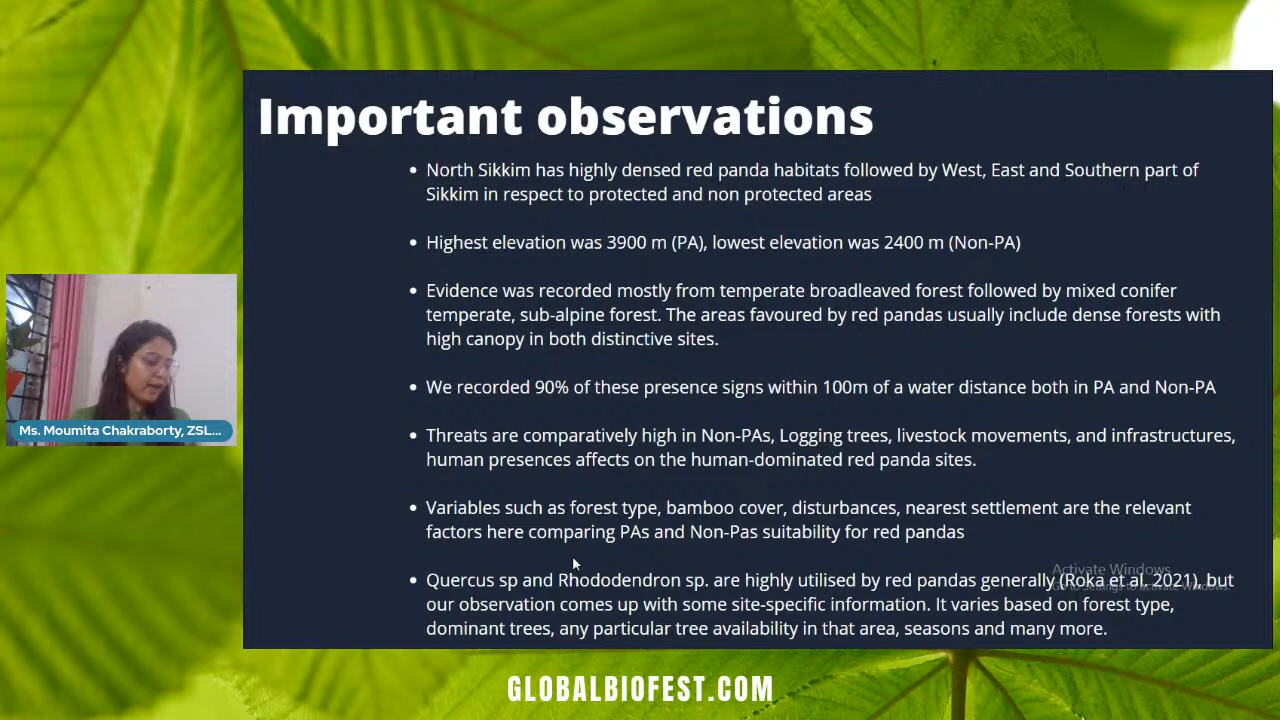 Important observations
• North Sikkim has highly densed red panda habitats followed by West, East and Southern part of
Sikkim in respect to protected and non protected areas
• Highest elevation was 3900 m (PA), lowest elevation was 2400 m (Non-PA)
• Evidence was recorded mostly from temperate broadleaved forest followed by mixed conifer
temperate, sub-alpine forest. The areas favoured by red pandas usually include dense forests with
high canopy in both distinctive sites.
• We recorded 90% of these presence signs within 100m of a water distance both in PA and Non-PA
• Threats are comparatively high in Non-PAs, Logging trees, livestock movements, and infrastructures,
human presences affects on the human-dominated red panda sites.
• Variables such as forest type, bamboo cover, disturbances, nearest settlement are the relevant
factors here comparing PAs and Non-Pas suitability for red pandas
• Quercus sp and Rhododendron sp. are highly utilised by red pandas generally (Roka et al. 2021), but
our observation comes up with some site-specific information. It varies based on forest type,
dominant trees, any particular tree availability in that area, seasons and many more.
Activate Windows
Go to Settings to activate Windows.
Ms. Moumita Chakraborty, ZSL...
GLOBALBIOFEST.COM